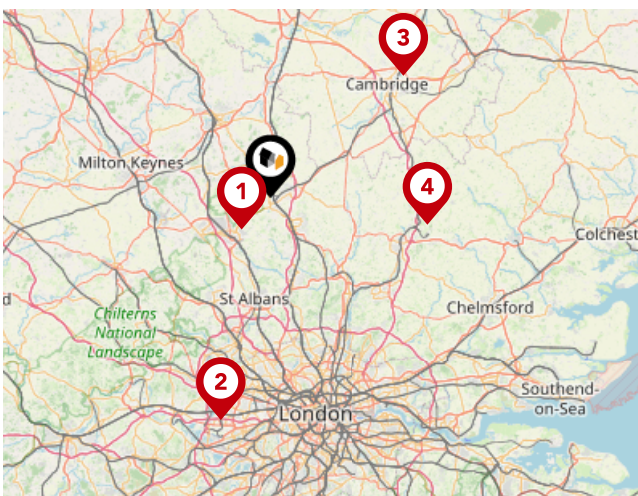 3
Cambridge
Milton Keynes
1
4
Colchest
St Albans
d
Chelmsford
Chilterns
National
Landscape
2
Southend-
on-Sea
London